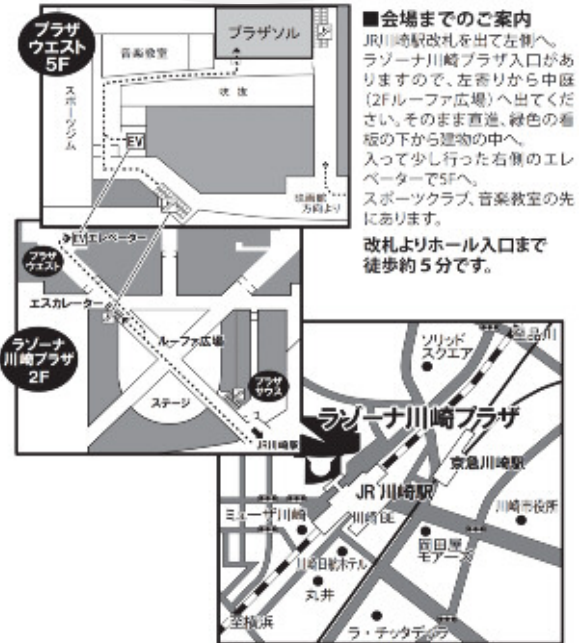 プラザ
ウエスト
5F
プラザソル
音楽教室
吹抜
スポーツジム
EV
映画館
方向より
■会場までのご案内
JR川崎駅改札を出て左側へ。
ラゾーナ川崎プラザ入口があ
りますので、左寄りから中庭
(2Fルーファ広場)へ出てくだ
さい。そのまま直進、緑色の看
板の下から建物の中へ。
入って少し行った右側のエレ
ベーターで5Fへ。
スポーツクラブ、音楽教室の先
にあります。
改札よりホール入口まで
徒歩約5分です。
EVエレベーター
プラザ
ウエスト
エスカレーター
ラゾーナ
川崎プラザ
2F
ルーファ広場
ステージ
プラザ
サウス
JR川崎駅
ソリッド
スクエア
至品川
ラゾーナ川崎プラザ
京急川崎駅
JR川崎駅
川崎BE
ミューザ川崎
川崎市役所
岡田屋
モアーズ
川崎日航ホテル
丸井
至横浜
ラ・チッタデッラ